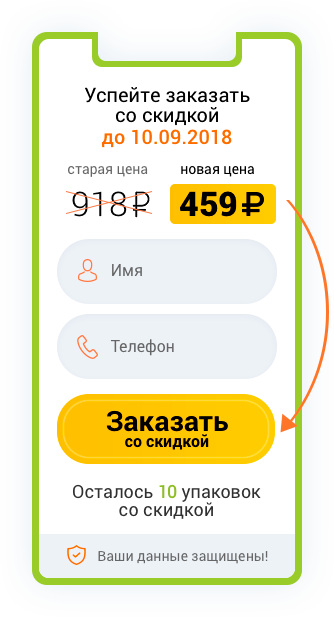 Успейте заказать
со скидкой
до 10.09.2018
старая цена новая цена
918₽ 459₽
Имя
Телефон
Заказать
со скидкой
Осталось 10 упаковок
со скидкой
Ваши данные защищены!